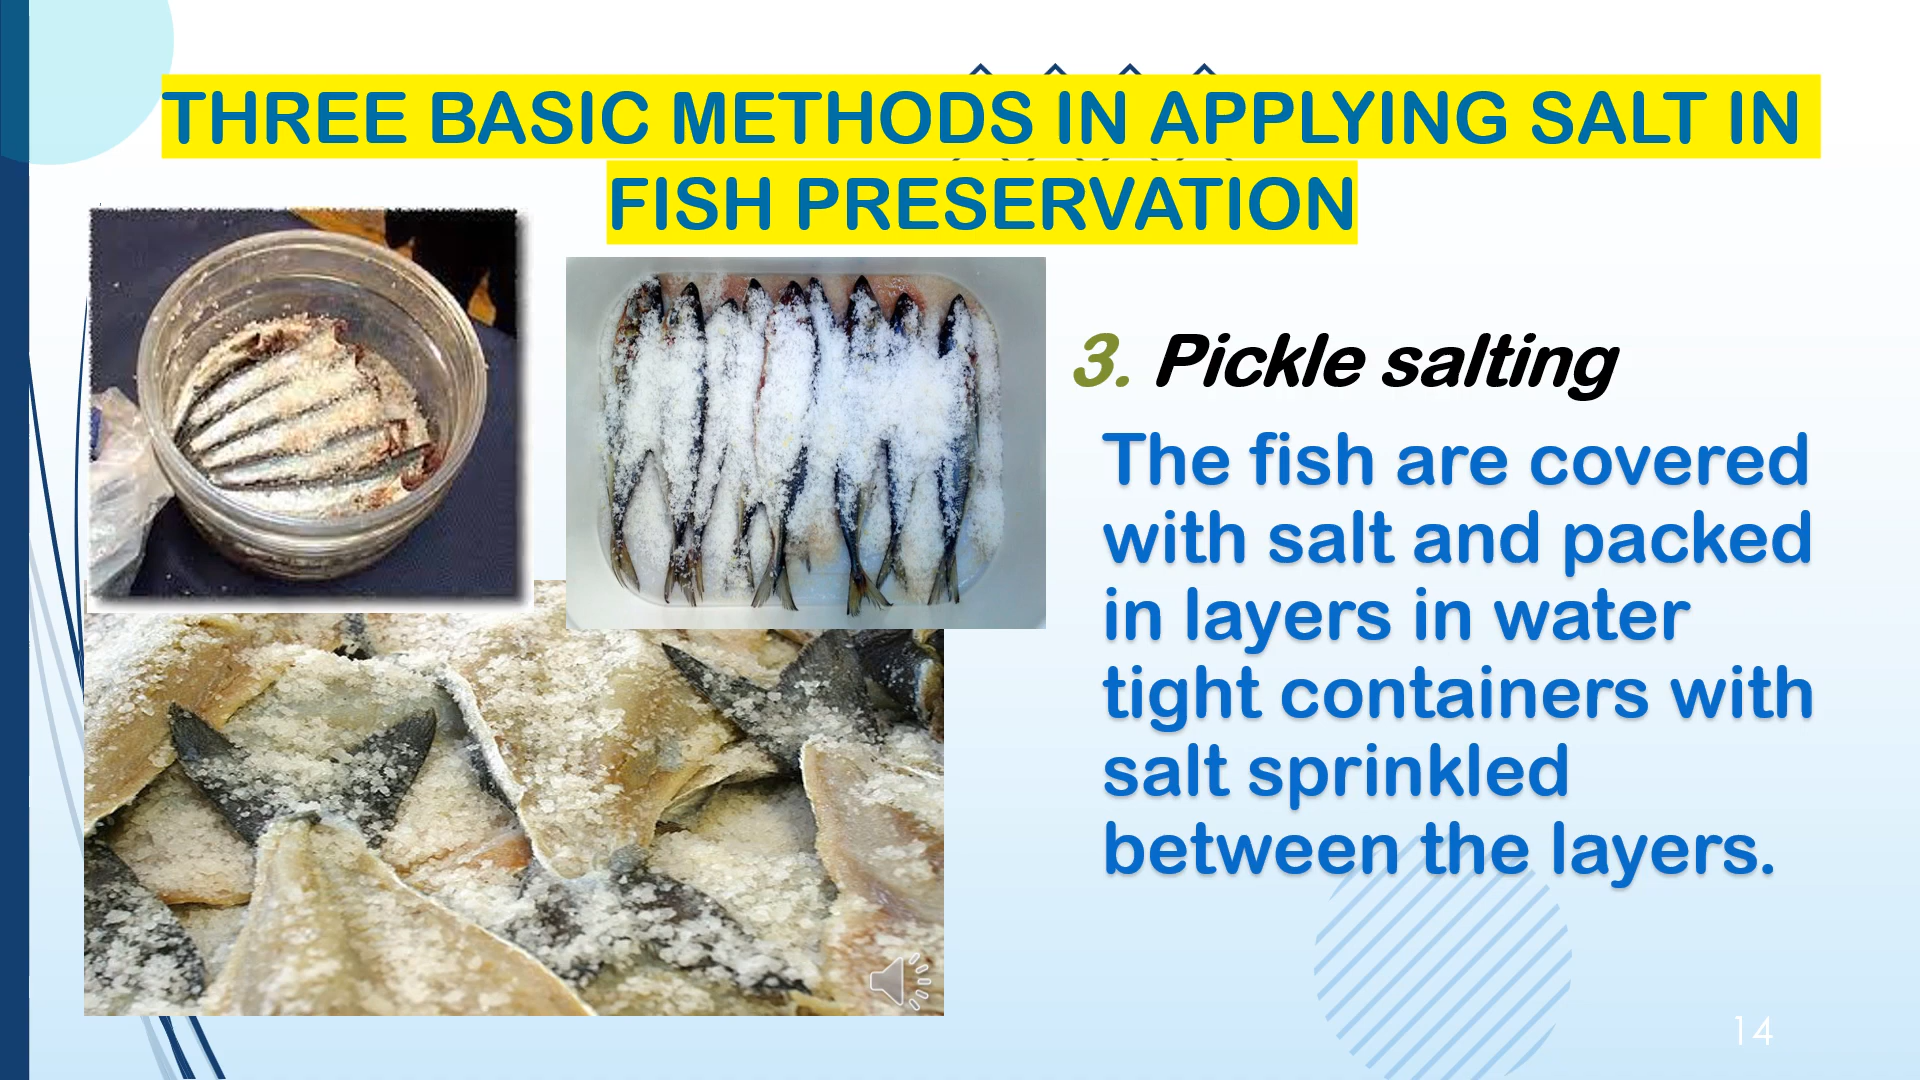 THREE BASIC METHODS IN APPLYING SALT IN
FISH PRESERVATION
3. Pickle salting
The fish are covered
with salt and packed
in layers in water
tight containers with
salt sprinkled
between the layers.
14